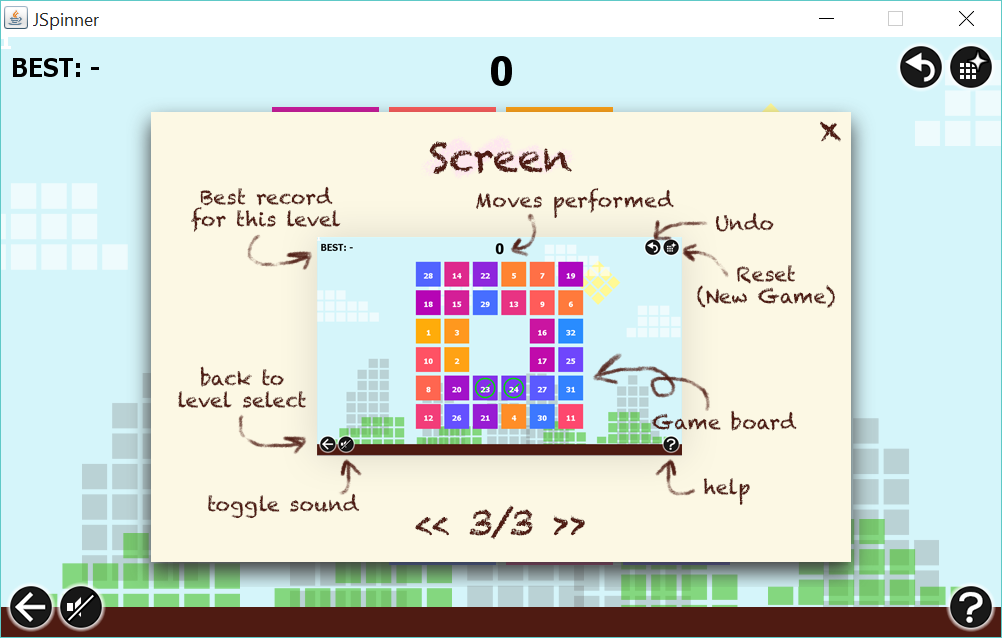 JSpinner
1
BEST: -
0
Screen
Best record
for this level
Moves performed
Undo
BEST: -
0
Reset
(New Game)
28 14 22 5 7 19
18 15 29 13 9 6
1 3 16 32
10 2 17 25
8 20 23 24 27 31
12 26 21 4 30 11
back to
level select
Game board
?
toggle sound
help
<< 3/3 >>
?